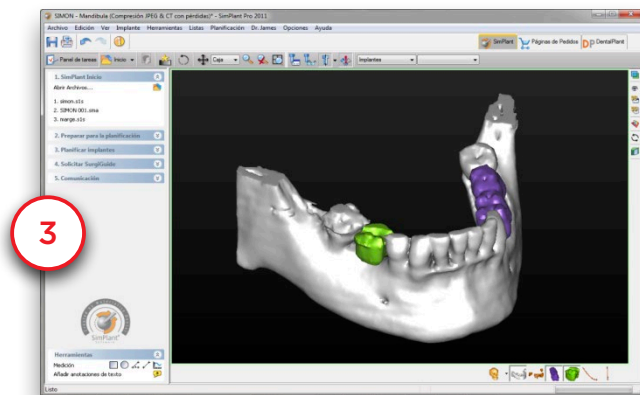 SIMON - Mandíbula (Compresión JPEG & CT con pérdidas)* - SimPlant Pro 2011
Archivo Edición Ver Implante Herramientas Listas Planificación Dr. James Opciones Ayuda
SimPlant Páginas de Pedidos DentalPlant
Panel de tareas Inicio Caja Implantes
1. SimPlant Inicio
Abrir Archivo...
1. simon.sls
2. SIMON 001.sma
3. marge.sls
2. Preparar para la planificación
3. Planificar implantes
4. Solicitar SurgiGuide
5. Comunicación
3
SimPlant
Herramientas
Medición
Añadir anotaciones de texto
Listo